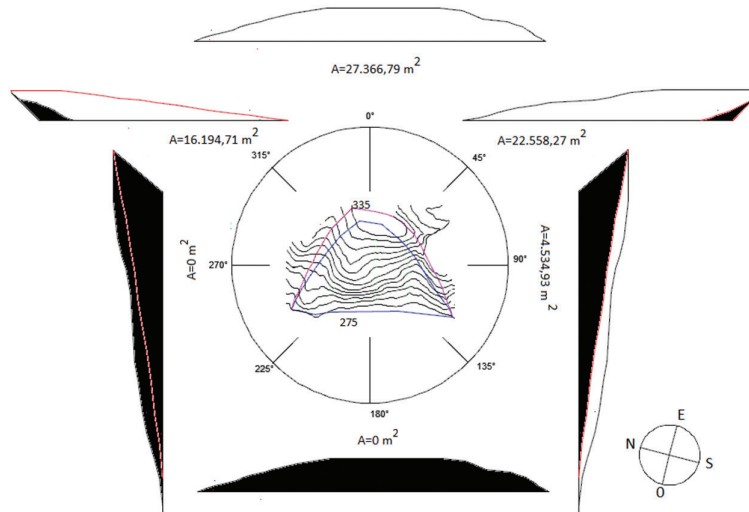 A=27.366,79 m²
A=16.194,71 m²
A=22.558,27 m²
0°
315°
45°
335
A=0 m²
270°
90°
A=4.534,93 m²
275
225°
135°
180°
A=0 m²
E
N
S
O